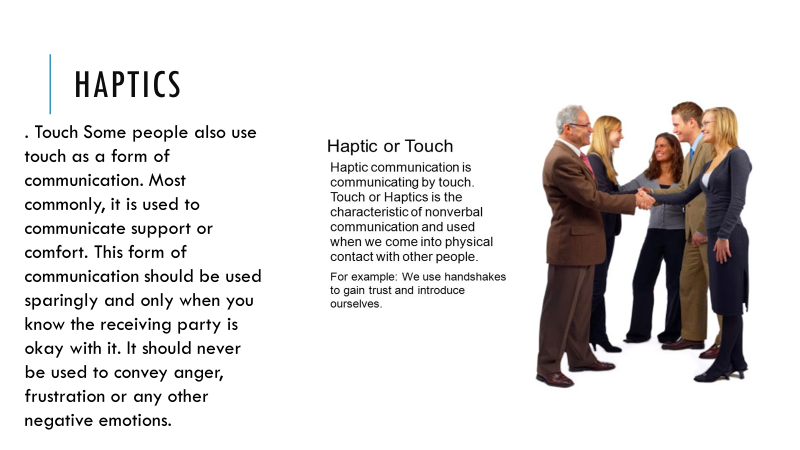 HAPTICS
. Touch Some people also use
touch as a form of
communication. Most
commonly, it is used to
communicate support or
comfort. This form of
communication should be used
sparingly and only when you
know the receiving party is
okay with it. It should never
be used to convey anger,
frustration or any other
negative emotions.
Haptic or Touch
Haptic communication is
communicating by touch.
Touch or Haptics is the
characteristic of nonverbal
communication and used
when we come into physical
contact with other people.
For example: We use handshakes
to gain trust and introduce
ourselves.